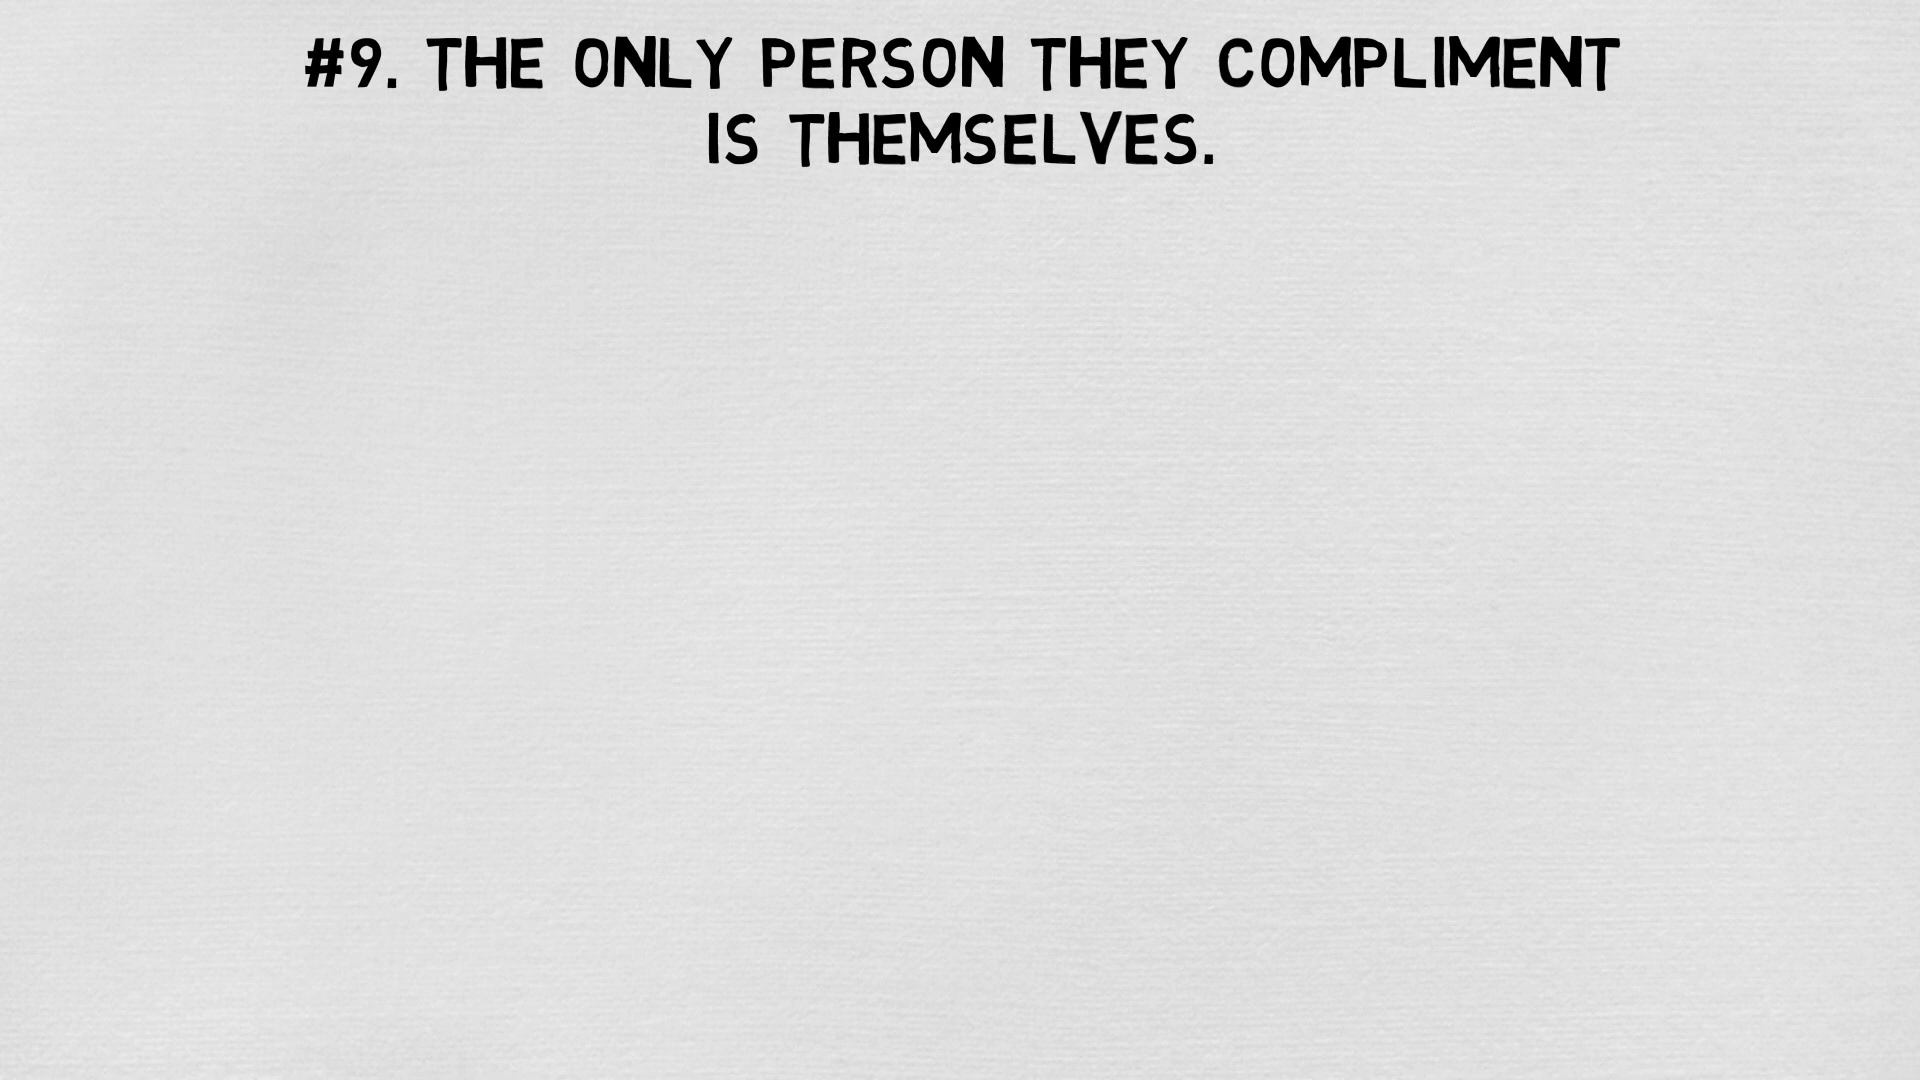 #9. THE ONLY PERSON THEY COMPLIMENT
IS THEMSELVES.